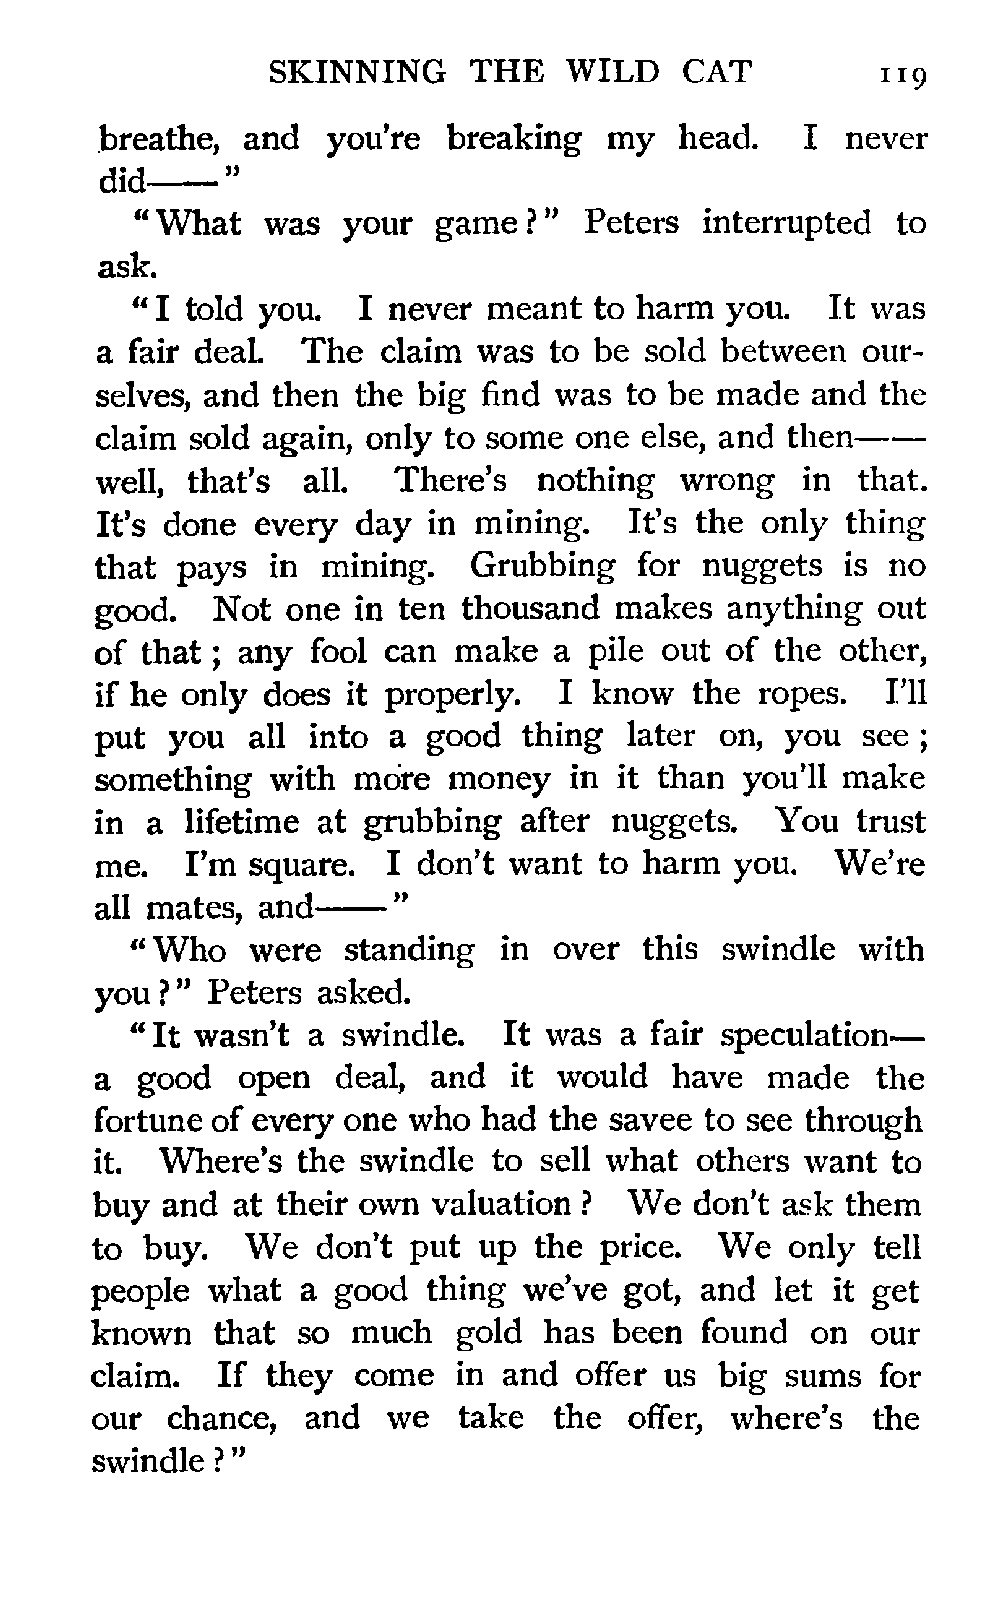 SKINNING THE WILD CAT 119
breathe, and you're breaking my head. I never
did——"
"What was your game?" Peters interrupted to
ask.
"I told you. I never meant to harm you. It was
a fair deal. The claim was to be sold between our-
selves, and then the big find was to be made and the
claim sold again, only to some one else, and then——
well, that's all. There's nothing wrong in that.
It's done every day in mining. It's the only thing
that pays in mining. Grubbing for nuggets is no
good. Not one in ten thousand makes anything out
of that; any fool can make a pile out of the other,
if he only does it properly. I know the ropes. I'll
put you all into a good thing later on, you see;
something with more money in it than you'll make
in a lifetime at grubbing after nuggets. You trust
me. I'm square. I don't want to harm you. We're
all mates, and——"
"Who were standing in over this swindle with
you?" Peters asked.
"It wasn't a swindle. It was a fair speculation—
a good open deal, and it would have made the
fortune of every one who had the savee to see through
it. Where's the swindle to sell what others want to
buy and at their own valuation? We don't ask them
to buy. We don't put up the price. We only tell
people what a good thing we've got, and let it get
known that so much gold has been found on our
claim. If they come in and offer us big sums for
our chance, and we take the offer, where's the
swindle?"